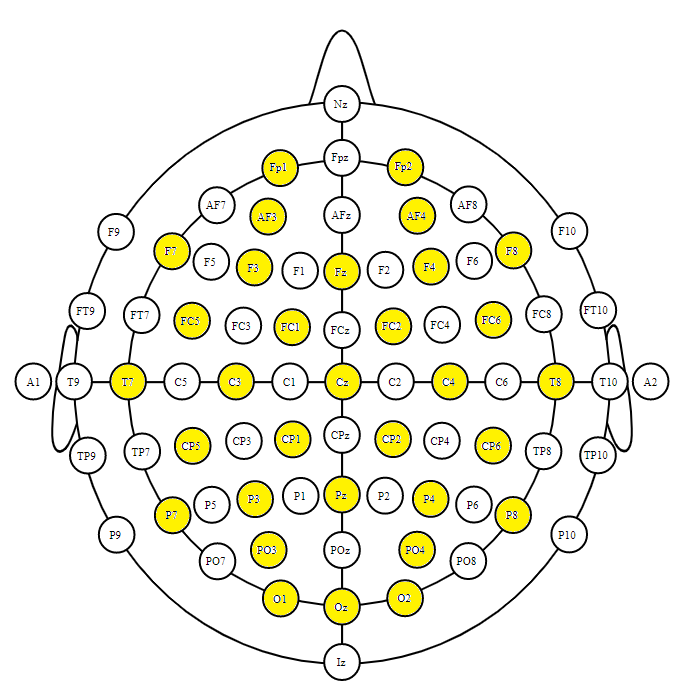 Nz
Fp1 Fpz Fp2
AF7 AF3 AFz AF4 AF8
F9 F7 F5 F3 F1 Fz F2 F4 F6 F8 F10
FT9 FT7 FC5 FC3 FC1 FCz FC2 FC4 FC6 FC8 FT10
A1 T9 T7 C5 C3 C1 Cz C2 C4 C6 T8 T10 A2
TP9 TP7 CP5 CP3 CP1 CPz CP2 CP4 CP6 TP8 TP10
P9 P7 P5 P3 P1 Pz P2 P4 P6 P8 P10
PO7 PO3 POz PO4 PO8
O1 Oz O2
Iz